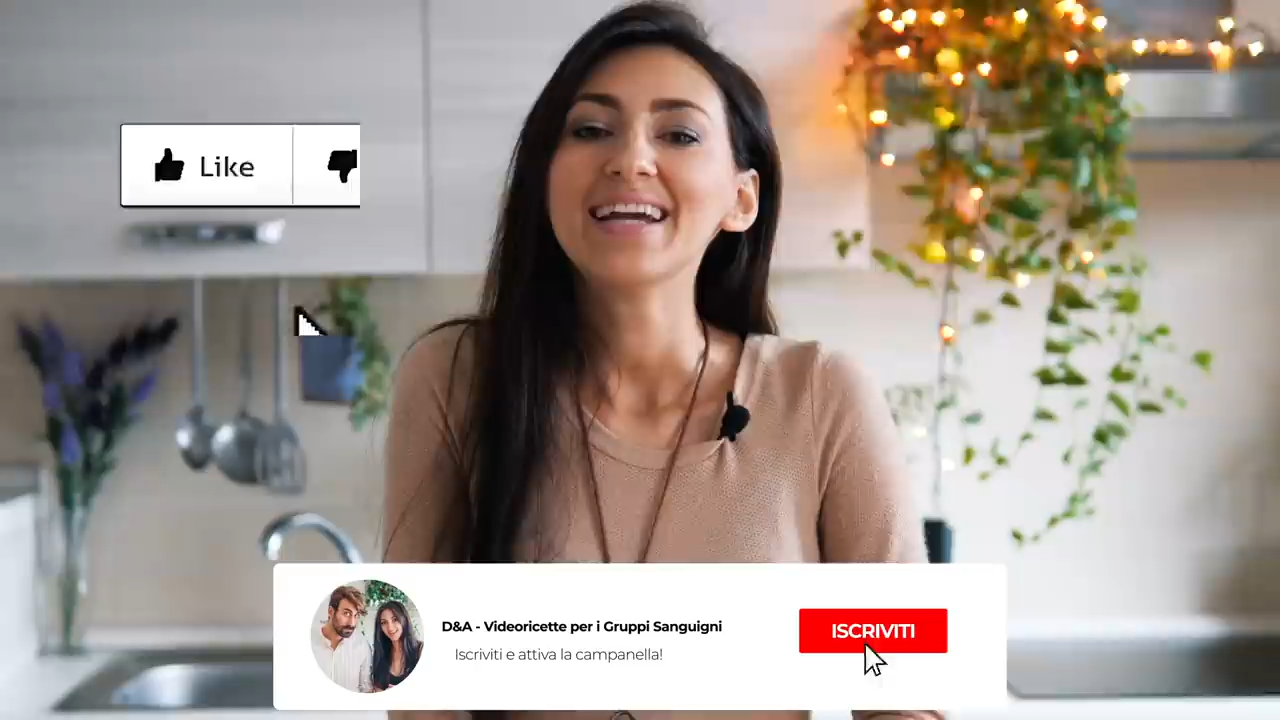 Like
D&A - Videoricette per i Gruppi Sanguigni
Iscriviti e attiva la campanella!
ISCRIVITI